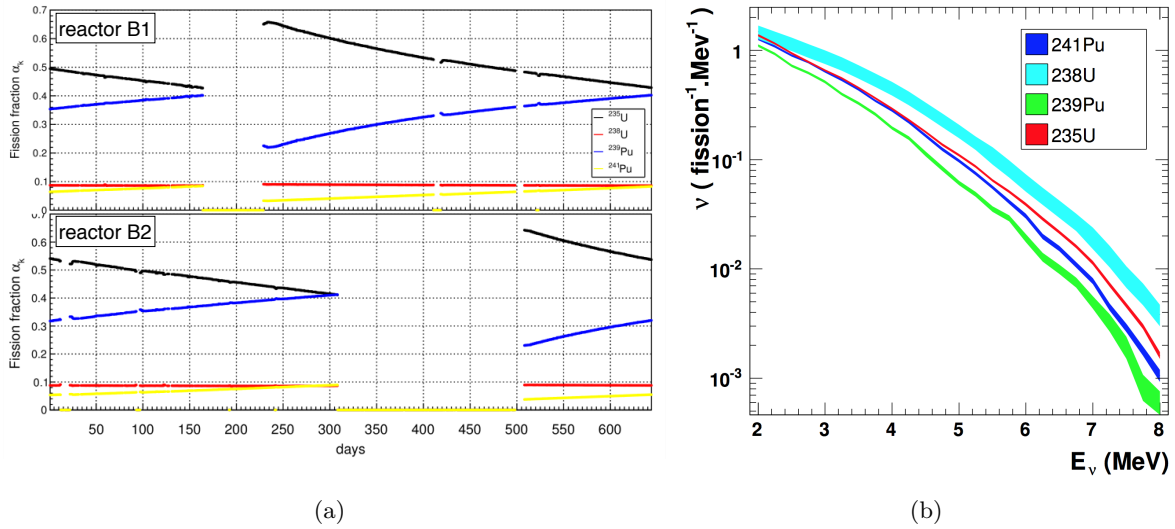 reactor B1
Fission fraction αk
0.7
0.6
0.5
0.4
0.3
0.2
0.1
0
235U
238U
239Pu
241Pu
reactor B2
Fission fraction αk
0.7
0.6
0.5
0.4
0.3
0.2
0.1
0
50 100 150 200 250 300 350 400 450 500 550 600
days
(a)
ν ( fission-1.Mev-1)
1
10-1
10-2
10-3
241Pu
238U
239Pu
235U
2 3 4 5 6 7 8
Eν (MeV)
(b)